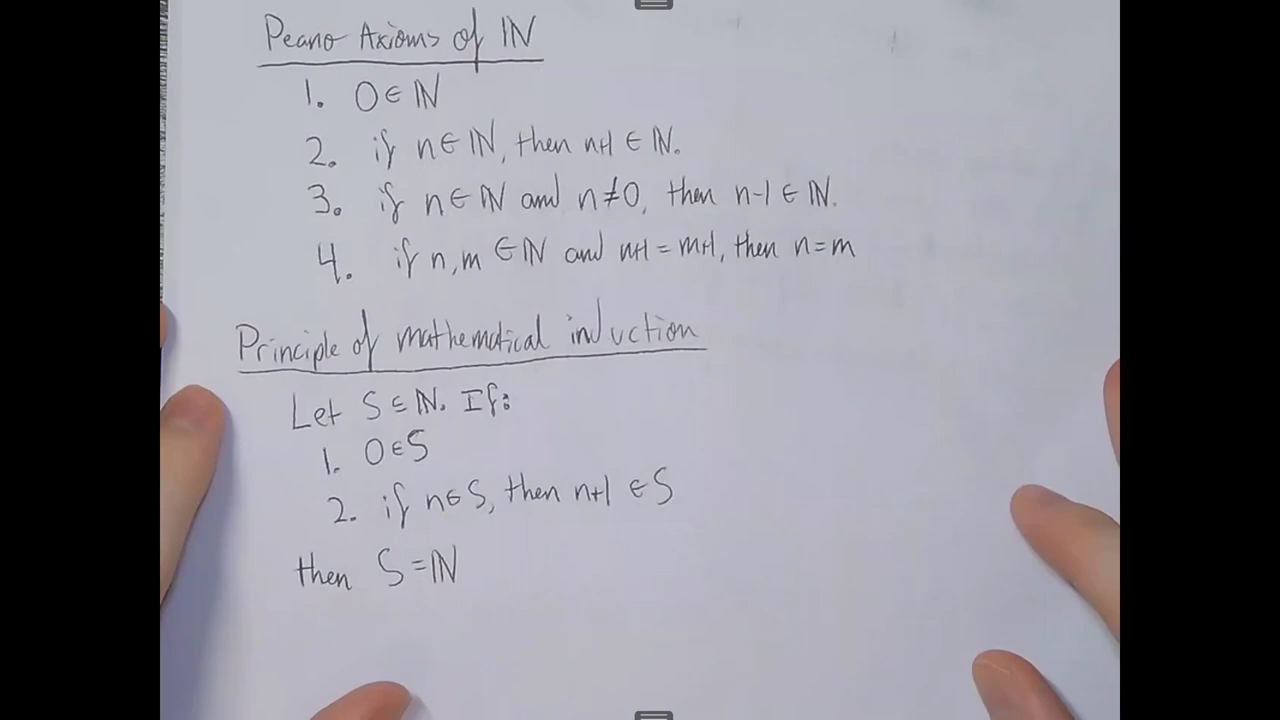 Peano Axioms of ℕ
1. 0 ∈ ℕ
2. if n ∈ ℕ, then n+1 ∈ ℕ.
3. if n ∈ ℕ and n ≠ 0, then n-1 ∈ ℕ.
4. if n, m ∈ ℕ and n+1 = m+1, then n = m
Principle of mathematical induction
Let S ⊆ ℕ. If:
1. 0 ∈ S
2. if n ∈ S, then n+1 ∈ S
then S = ℕ